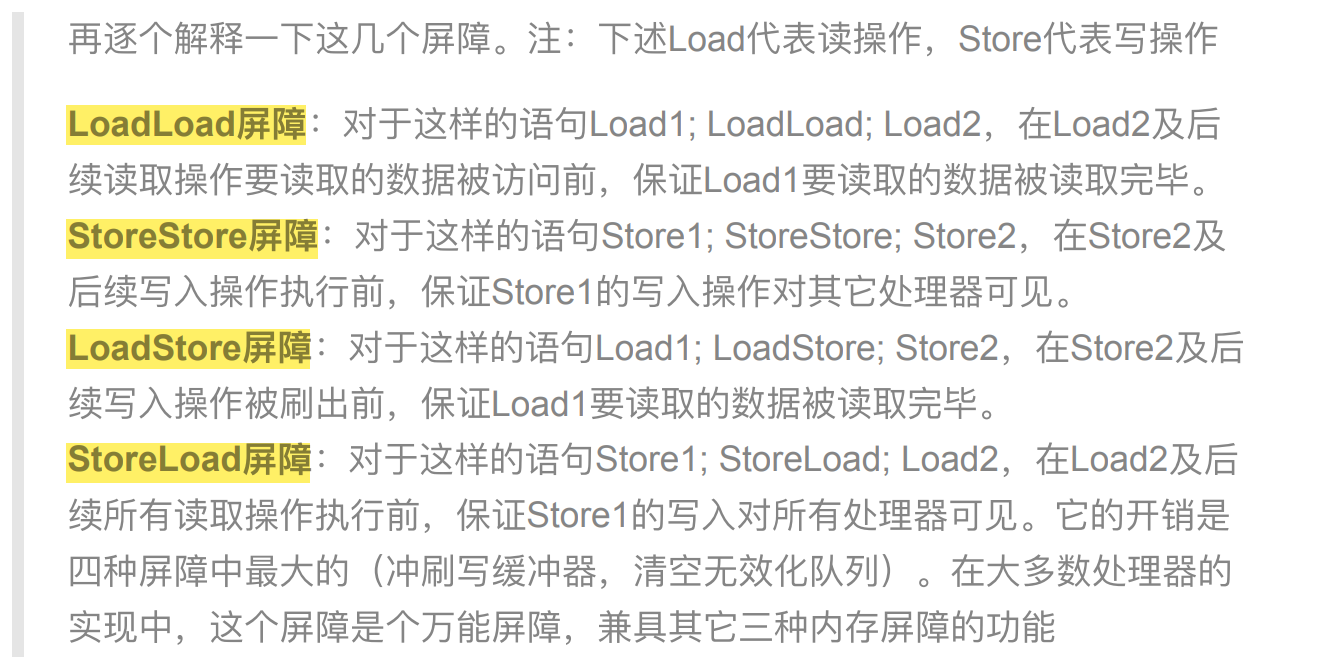 再逐个解释一下这几个屏障。注：下述Load代表读操作，Store代表写操作
LoadLoad屏障：对于这样的语句Load1; LoadLoad; Load2，在Load2及后
续读取操作要读取的数据被访问前，保证Load1要读取的数据被读取完毕。
StoreStore屏障：对于这样的语句Store1; StoreStore; Store2，在Store2及
后续写入操作执行前，保证Store1的写入操作对其它处理器可见。
LoadStore屏障：对于这样的语句Load1; LoadStore; Store2，在Store2及后
续写入操作被刷出前，保证Load1要读取的数据被读取完毕。
StoreLoad屏障：对于这样的语句Store1; StoreLoad; Load2，在Load2及后
续所有读取操作执行前，保证Store1的写入对所有处理器可见。它的开销是
四种屏障中最大的（冲刷写缓冲器，清空无效化队列）。在大多数处理器的
实现中，这个屏障是个万能屏障，兼具其它三种内存屏障的功能